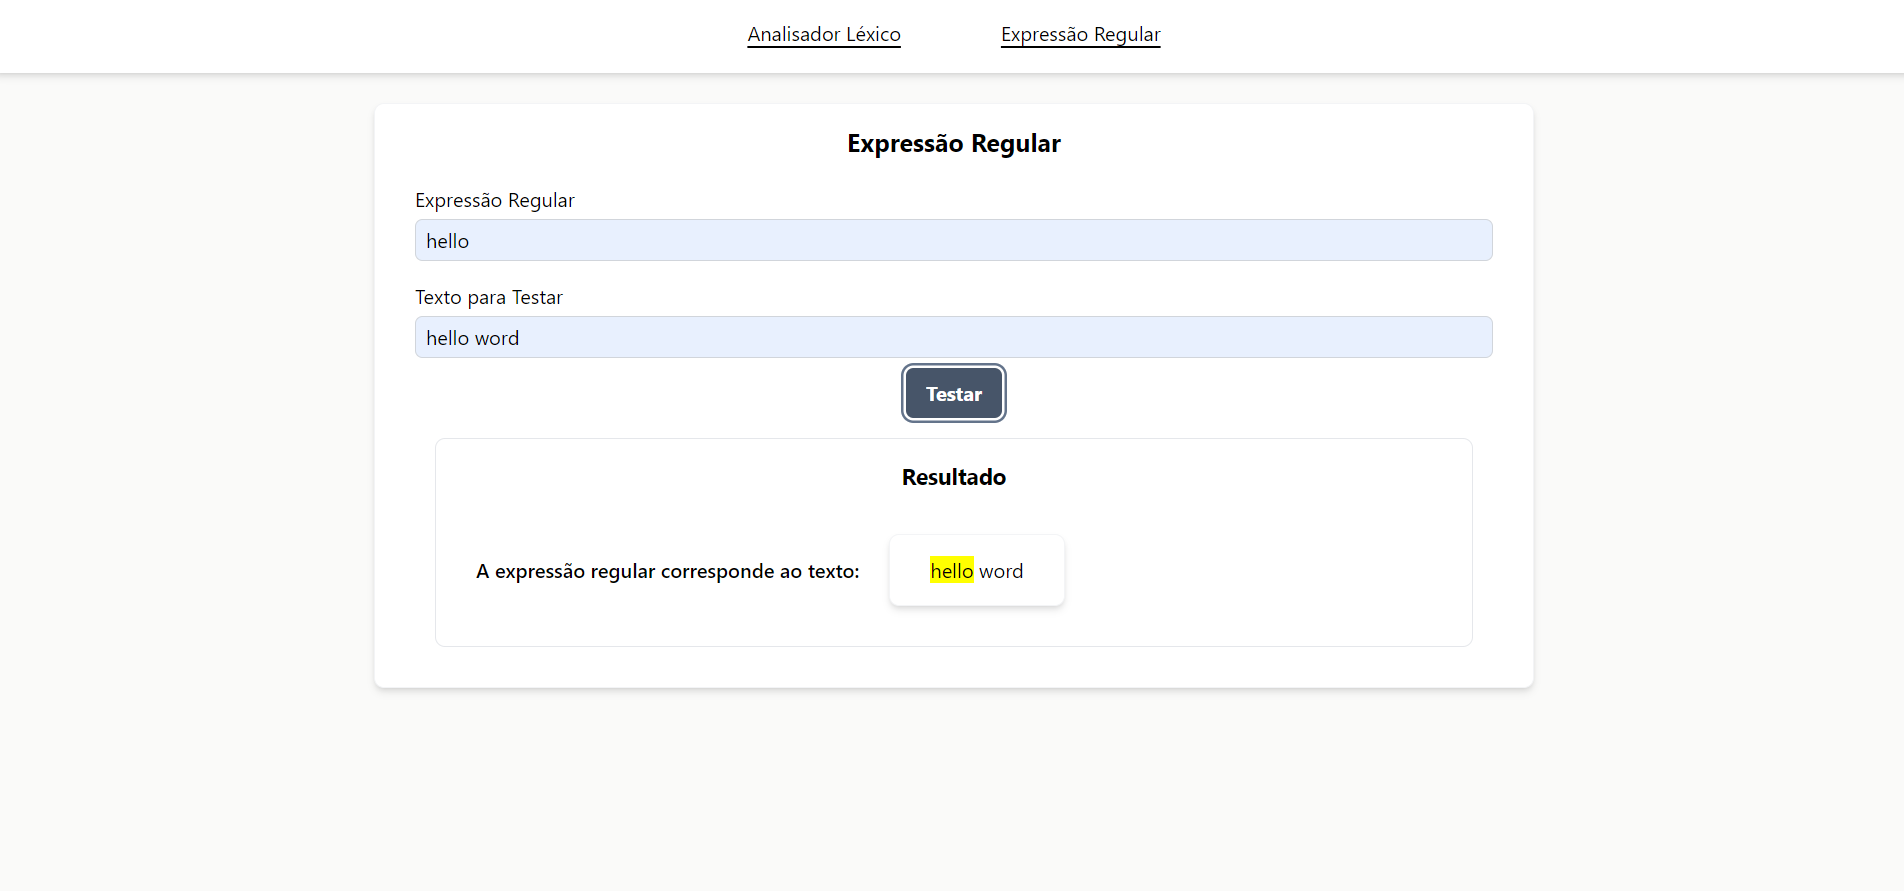 Analisador Léxico Expressão Regular
Expressão Regular
Expressão Regular
hello
Texto para Testar
hello word
Testar
Resultado
A expressão regular corresponde ao texto: hello word